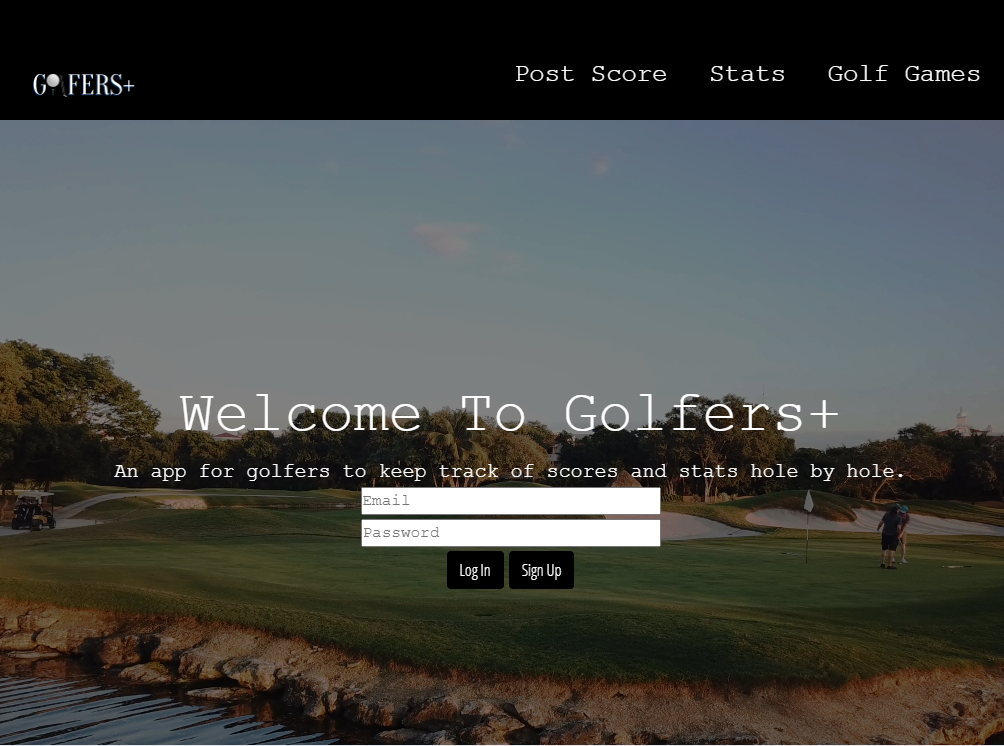 GOLFERS+
Post Score Stats Golf Games
Welcome To Golfers+
An app for golfers to keep track of scores and stats hole by hole.
Email
Password
Log In Sign Up